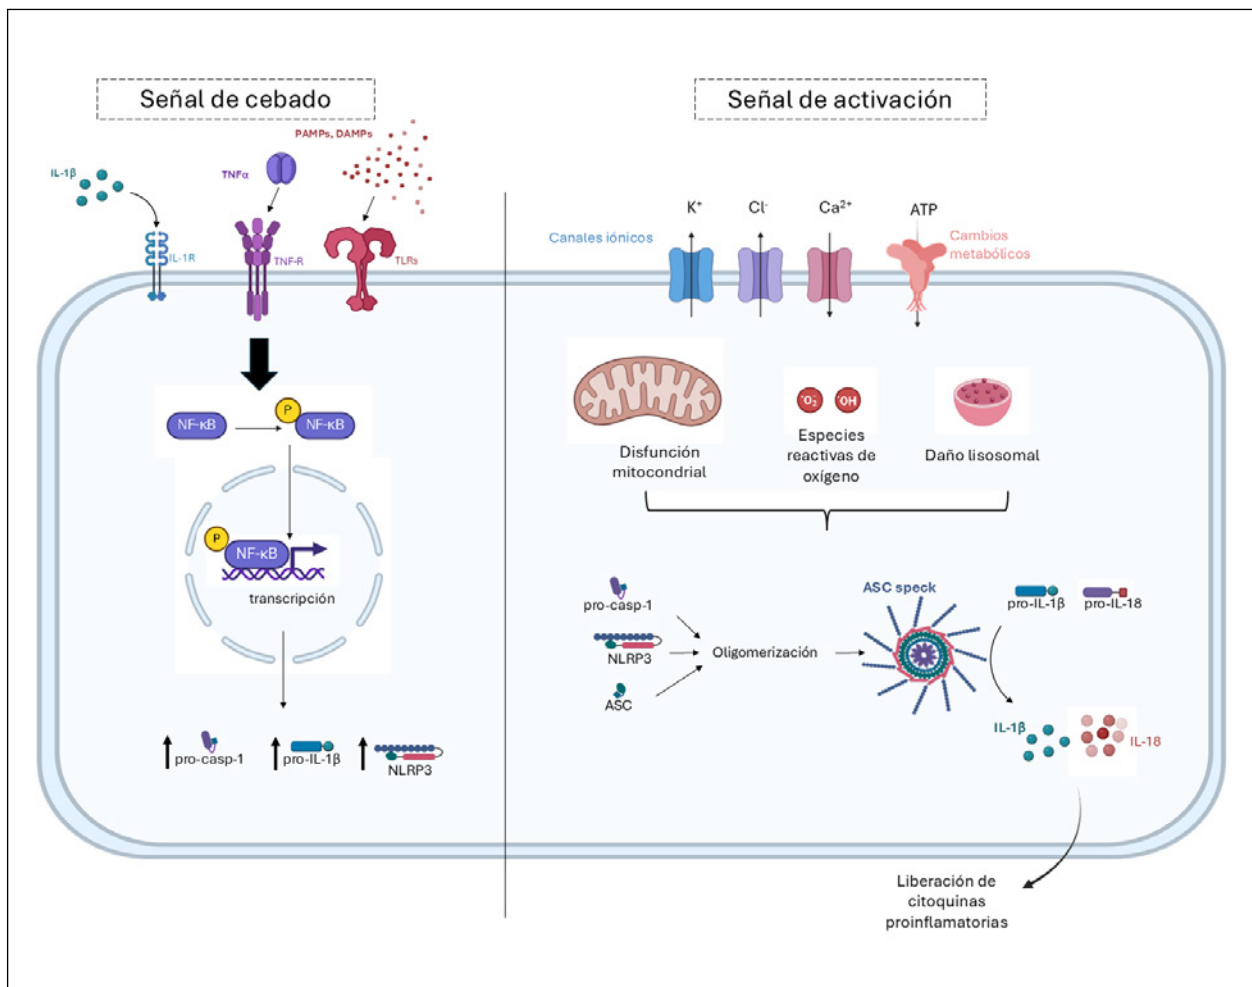 Señal de cebado
PAMPs, DAMPs
IL-1β
TNFα
IL-1R
TNF-R
TLRs
NF-κB
P
NF-κB
P
NF-κB
transcripción
pro-casp-1
pro-IL-1β
NLRP3
Señal de activación
K⁺
Cl⁻
Ca²⁺
ATP
Canales iónicos
Cambios
metabólicos
Disfunción
mitocondrial
·O₂⁻
·OH
Especies
reactivas de
oxígeno
Daño lisosomal
pro-casp-1
NLRP3
ASC
Oligomerización
ASC speck
pro-IL-1β
pro-IL-18
IL-1β
IL-18
Liberación de
citoquinas
proinflamatorias